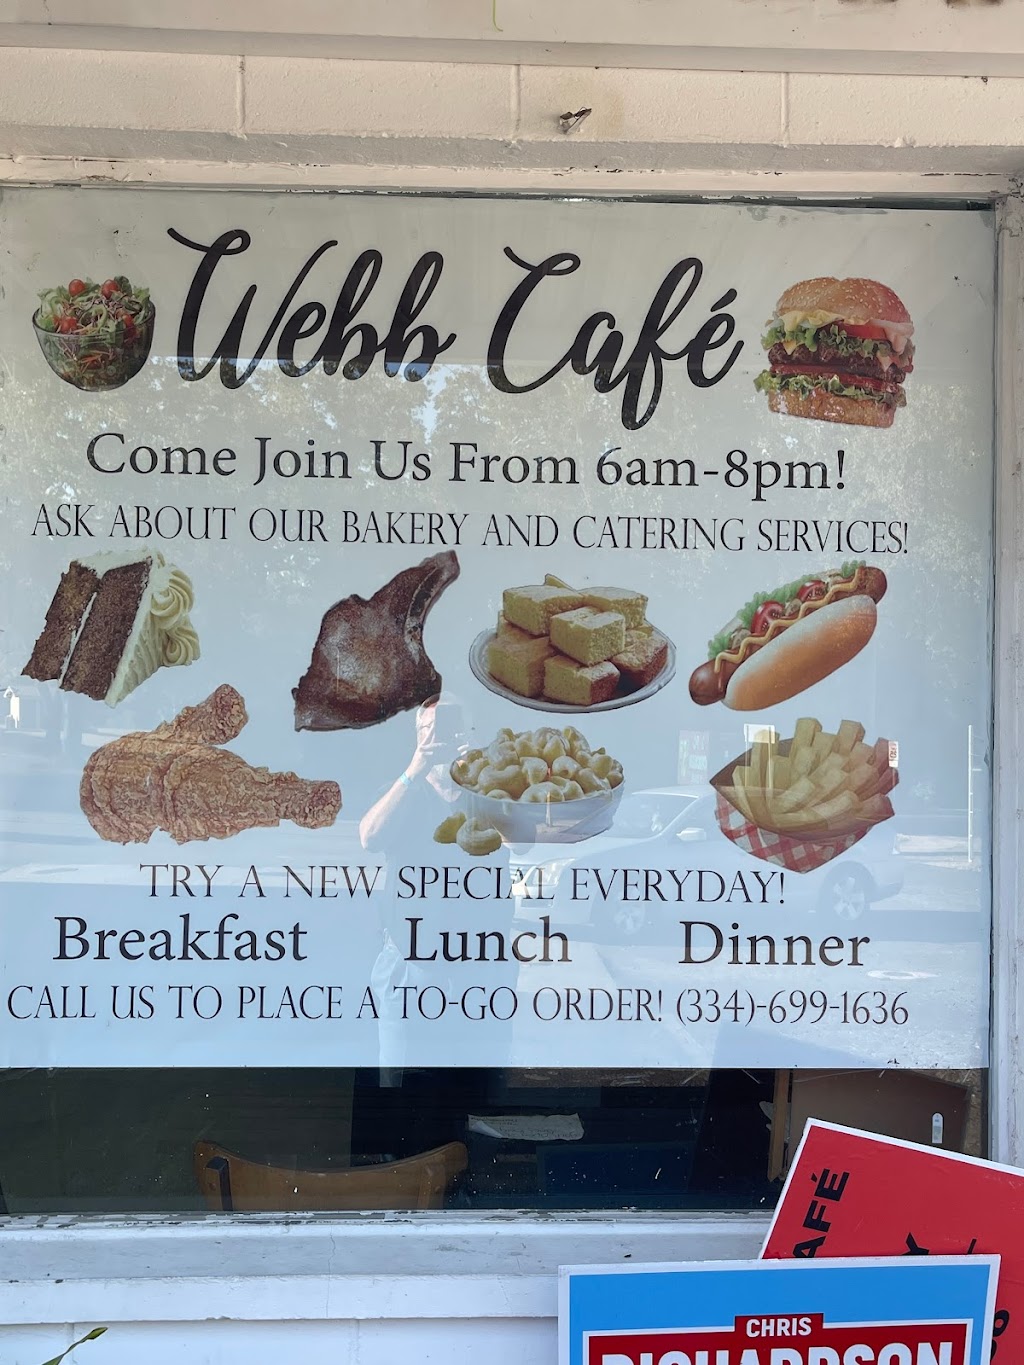 Webb Café
Come Join Us From 6am-8pm!
ASK ABOUT OUR BAKERY AND CATERING SERVICES!
TRY A NEW SPECIAL EVERYDAY!
Breakfast Lunch Dinner
CALL US TO PLACE A TO-GO ORDER! (334)-699-1636
CHRIS
RICHARDSON